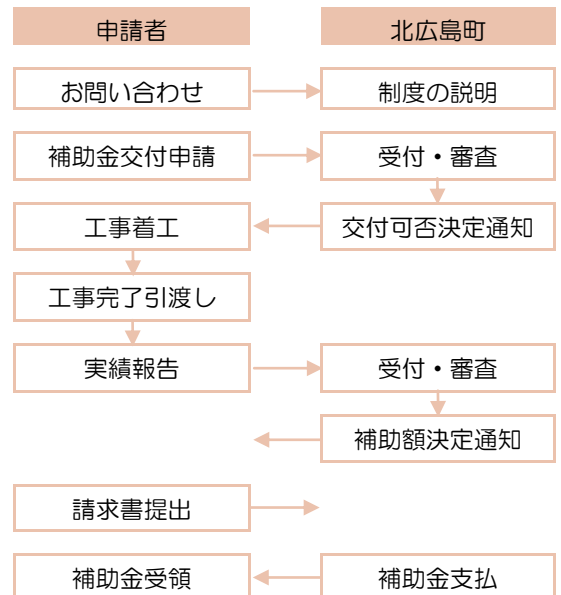 申請者 北広島町
お問い合わせ 制度の説明
補助金交付申請 受付・審査
工事着工 交付可否決定通知
工事完了引渡し
実績報告 受付・審査
補助額決定通知
請求書提出
補助金受領 補助金支払